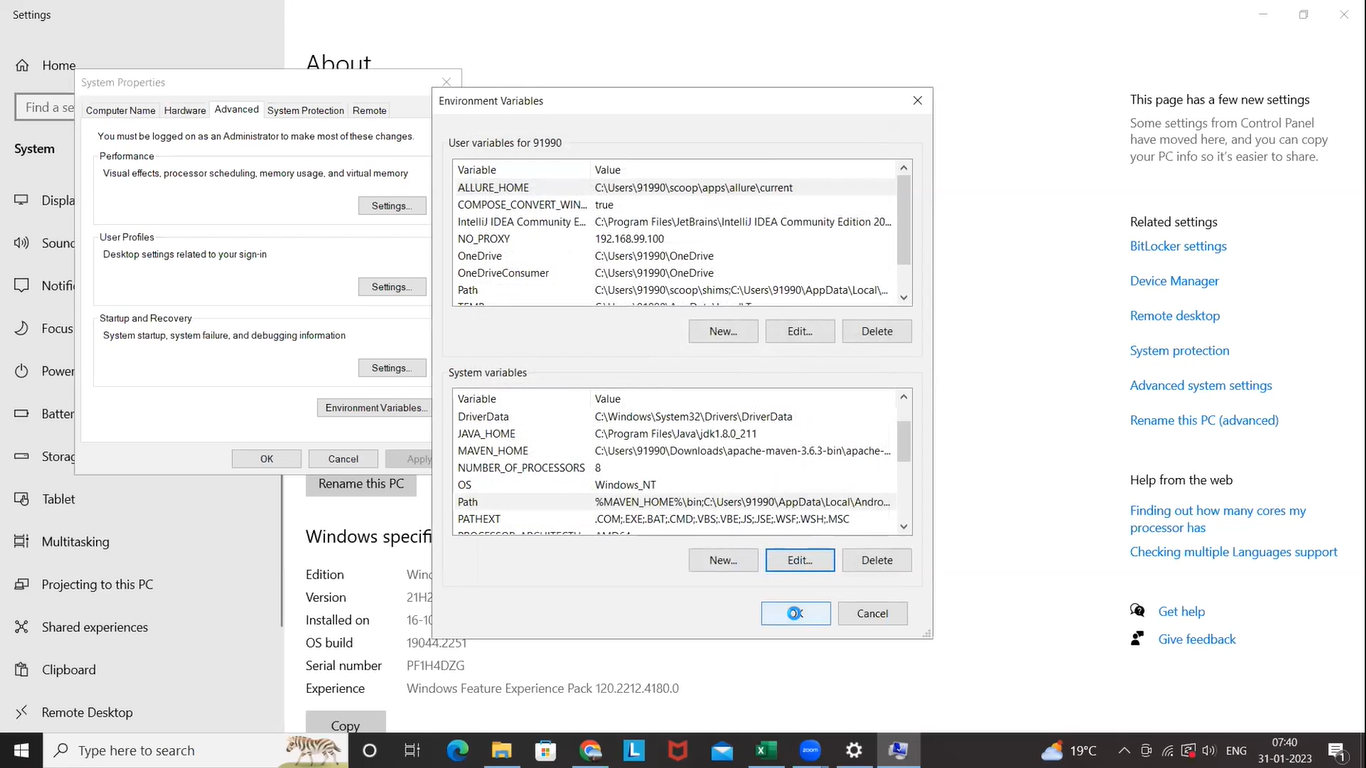 Settings
Home
Find a se
System
Displa
Sound
Notifi
Focus
Power
Batter
Storag
Tablet
Multitasking
Projecting to this PC
Shared experiences
Clipboard
Remote Desktop
About
System Properties
Computer Name Hardware Advanced System Protection Remote
You must be logged on as an Administrator to make most of these changes.
Performance
Visual effects, processor scheduling, memory usage, and virtual memory
Settings...
User Profiles
Desktop settings related to your sign-in
Settings...
Startup and Recovery
System startup, system failure, and debugging information
Settings...
Environment Variables...
OK Cancel Apply
Rename this PC
Windows specifi
Edition Wind
Version 21H2
Installed on 16-10
OS build 19044.2251
Serial number PF1H4DZG
Experience Windows Feature Experience Pack 120.2212.4180.0
Copy
Environment Variables
User variables for 91990
Variable Value
ALLURE_HOME C:\Users\91990\scoop\apps\allure\current
COMPOSE_CONVERT_WIN... true
IntelliJ IDEA Community E... C:\Program Files\JetBrains\IntelliJ IDEA Community Edition 20...
NO_PROXY 192.168.99.100
OneDrive C:\Users\91990\OneDrive
OneDriveConsumer C:\Users\91990\OneDrive
Path C:\Users\91990\scoop\shims;C:\Users\91990\AppData\Local\...
New... Edit... Delete
System variables
Variable Value
DriverData C:\Windows\System32\Drivers\DriverData
JAVA_HOME C:\Program Files\Java\jdk1.8.0_211
MAVEN_HOME C:\Users\91990\Downloads\apache-maven-3.6.3-bin\apache-...
NUMBER_OF_PROCESSORS 8
OS Windows_NT
Path %MAVEN_HOME%\bin;C:\Users\91990\AppData\Local\Andro...
PATHEXT .COM;.EXE;.BAT;.CMD;.VBS;.VBE;.JS;.JSE;.WSF;.WSH;.MSC
New... Edit... Delete
OK Cancel
This page has a few new settings
Some settings from Control Panel
have moved here, and you can copy
your PC info so it's easier to share.
Related settings
BitLocker settings
Device Manager
Remote desktop
System protection
Advanced system settings
Rename this PC (advanced)
Help from the web
Finding out how many cores my
processor has
Checking multiple Languages support
Get help
Give feedback
Type here to search
19°C
ENG
07:40
31-01-2023
1